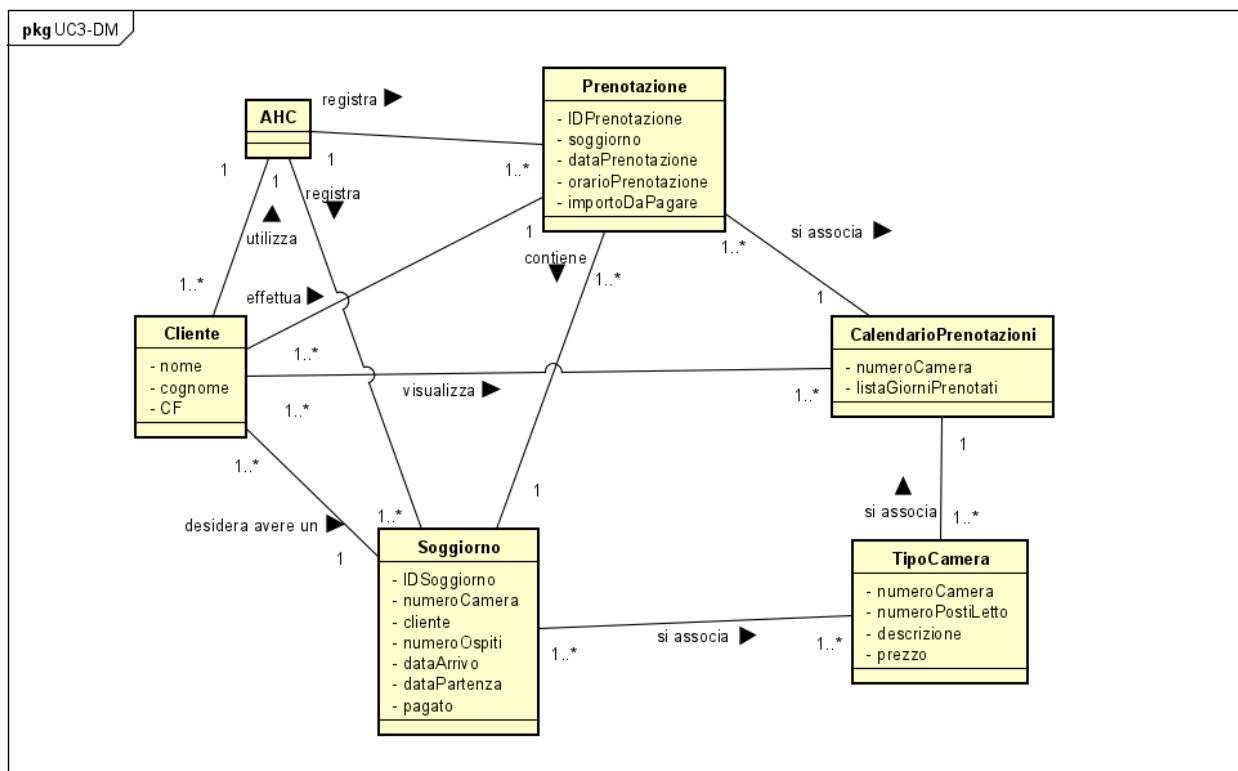 pkg UC3-DM
Prenotazione
- IDPrenotazione
- soggiorno
- dataPrenotazione
- orarioPrenotazione
- importoDaPagare
registra
AHC
1
1
1
1..*
registra
utilizza
1
contiene
1..*
1..*
si associa
1..*
effettua
1
Cliente
- nome
- cognome
- CF
1..*
CalendarioPrenotazioni
- numeroCamera
- listaGiorniPrenotati
visualizza
1..*
1..*
1..*
1
desidera avere un
1
1..*
1
si associa
1..*
Soggiorno
- IDSoggiorno
- numeroCamera
- cliente
- numeroOspiti
- dataArrivo
- dataPartenza
- pagato
TipoCamera
- numeroCamera
- numeroPostiLetto
- descrizione
- prezzo
si associa
1..*
1..*